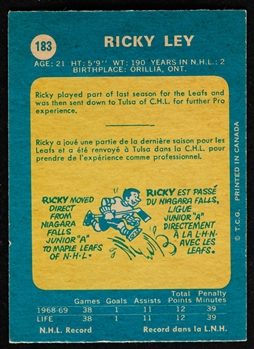 183
RICKY LEY
AGE: 21 HT: 5'9" WT: 190 YEARS IN N.H.L.: 2
BIRTHPLACE: ORILLIA, ONT.
Ricky played part of last season for the Leafs and
was then sent down to Tulsa of C.H.L. for further Pro
experience.
Ricky a joué une partie de la dernière saison pour les
Leafs et a été renvoyé à Tulsa dans la C.H.L. pour
prendre de l'expérience comme professionnel.
RICKY MOVED
DIRECT
FROM
NIAGARA
FALLS
JUNIOR "A"
TO MAPLE LEAFS
OF N·H·L·
RICKY EST PASSÉ
DU NIAGARA FALLS,
LIGUE
JUNIOR "A"
DIRECTEMENT
À LA L·H·N·
AVEC LES
LEAFS·
© T.C.G. PRINTED IN CANADA
Games Goals Assists Total Points Penalty Minutes
1968-69 38 1 11 12 39
LIFE 38 1 11 12 39
N.H.L. Record Record dans la L.N.H.